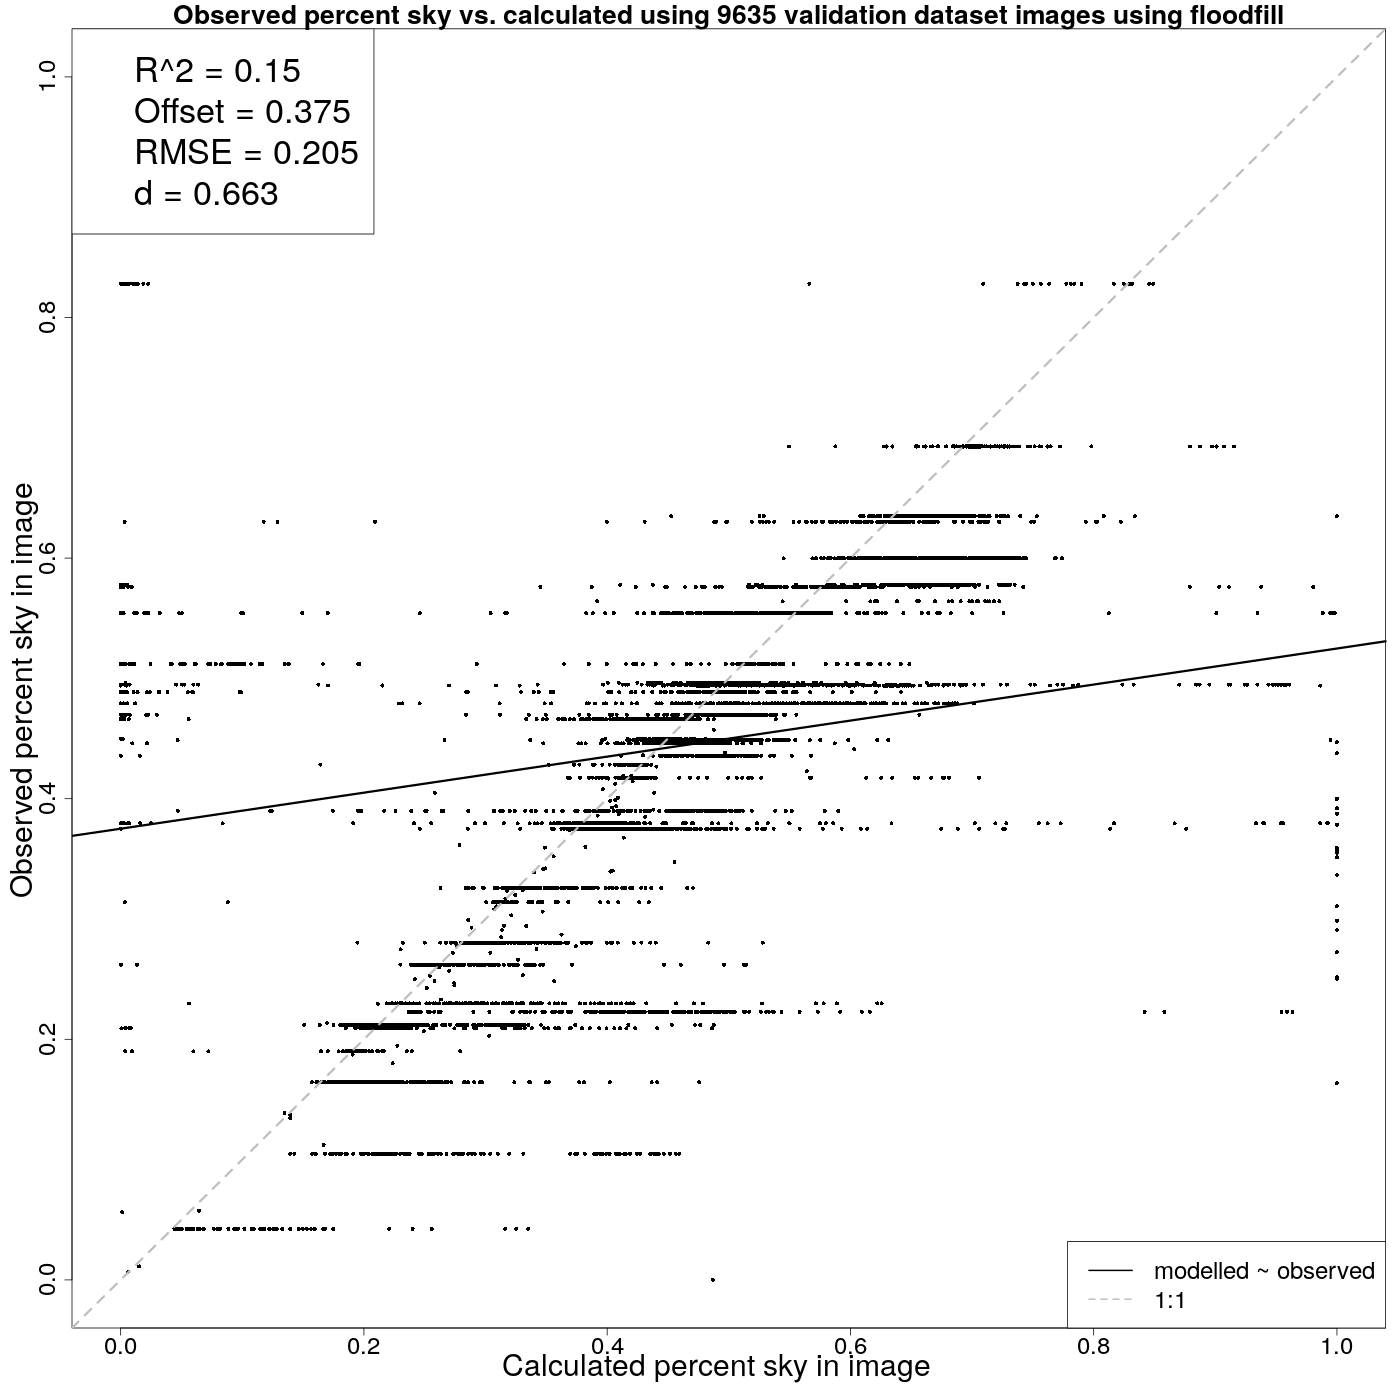 Observed percent sky vs. calculated using 9635 validation dataset images using floodfill
R^2 = 0.15
Offset = 0.375
RMSE = 0.205
d = 0.663
Observed percent sky in image
1.0
0.8
0.6
0.4
0.2
0.0
modelled ~ observed
1:1
0.0 0.2 0.4 0.6 0.8 1.0
Calculated percent sky in image